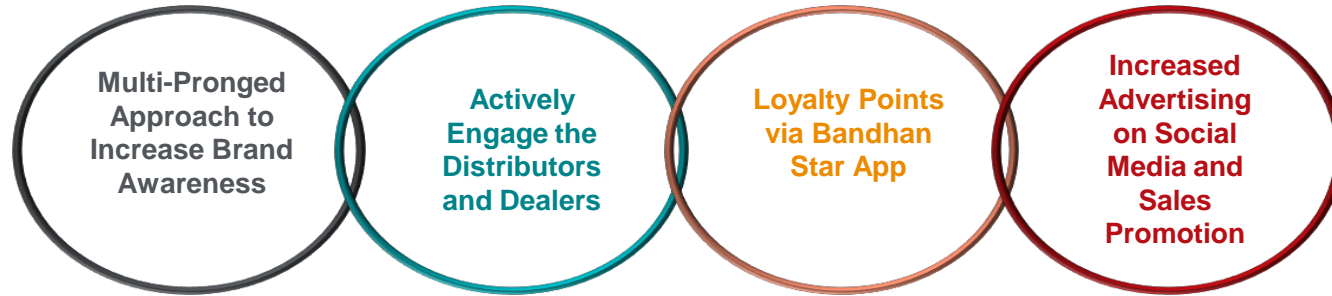 Multi-Pronged
Approach to
Increase Brand
Awareness
Actively
Engage the
Distributors
and Dealers
Loyalty Points
via Bandhan
Star App
Increased
Advertising
on Social
Media and
Sales
Promotion